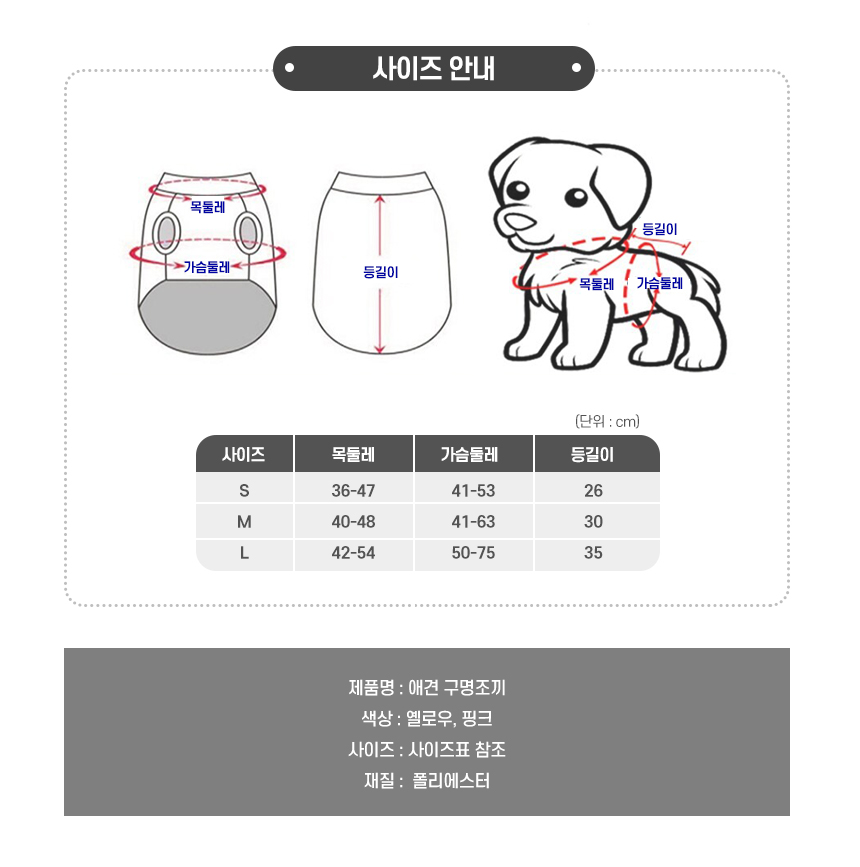 사이즈 안내
목둘레
가슴둘레
등길이
등길이
목둘레
가슴둘레
(단위 : cm)
사이즈 목둘레 가슴둘레 등길이
S 36-47 41-53 26
M 40-48 41-63 30
L 42-54 50-75 35
제품명 : 애견 구명조끼
색상 : 옐로우, 핑크
사이즈 : 사이즈표 참조
재질 : 폴리에스터